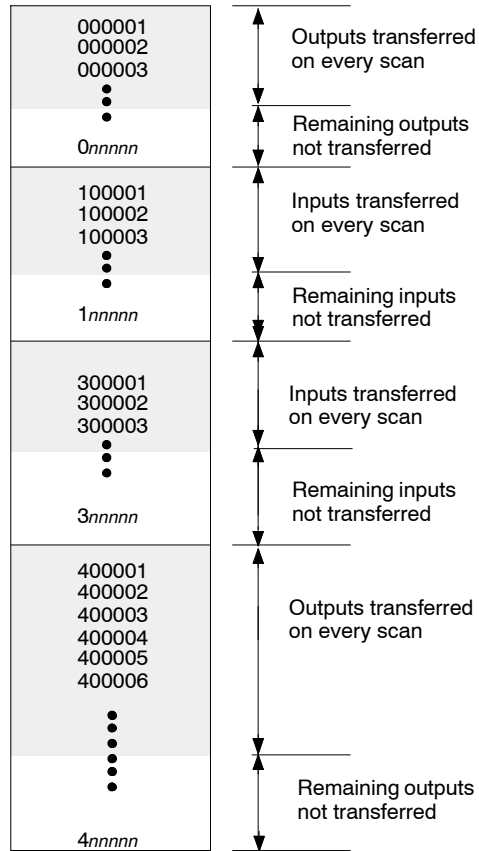 000001
000002
000003
0nnnnn
Outputs transferred
on every scan
Remaining outputs
not transferred
100001
100002
100003
1nnnnn
Inputs transferred
on every scan
Remaining inputs
not transferred
300001
300002
300003
3nnnnn
Inputs transferred
on every scan
Remaining inputs
not transferred
400001
400002
400003
400004
400005
400006
4nnnnn
Outputs transferred
on every scan
Remaining outputs
not transferred